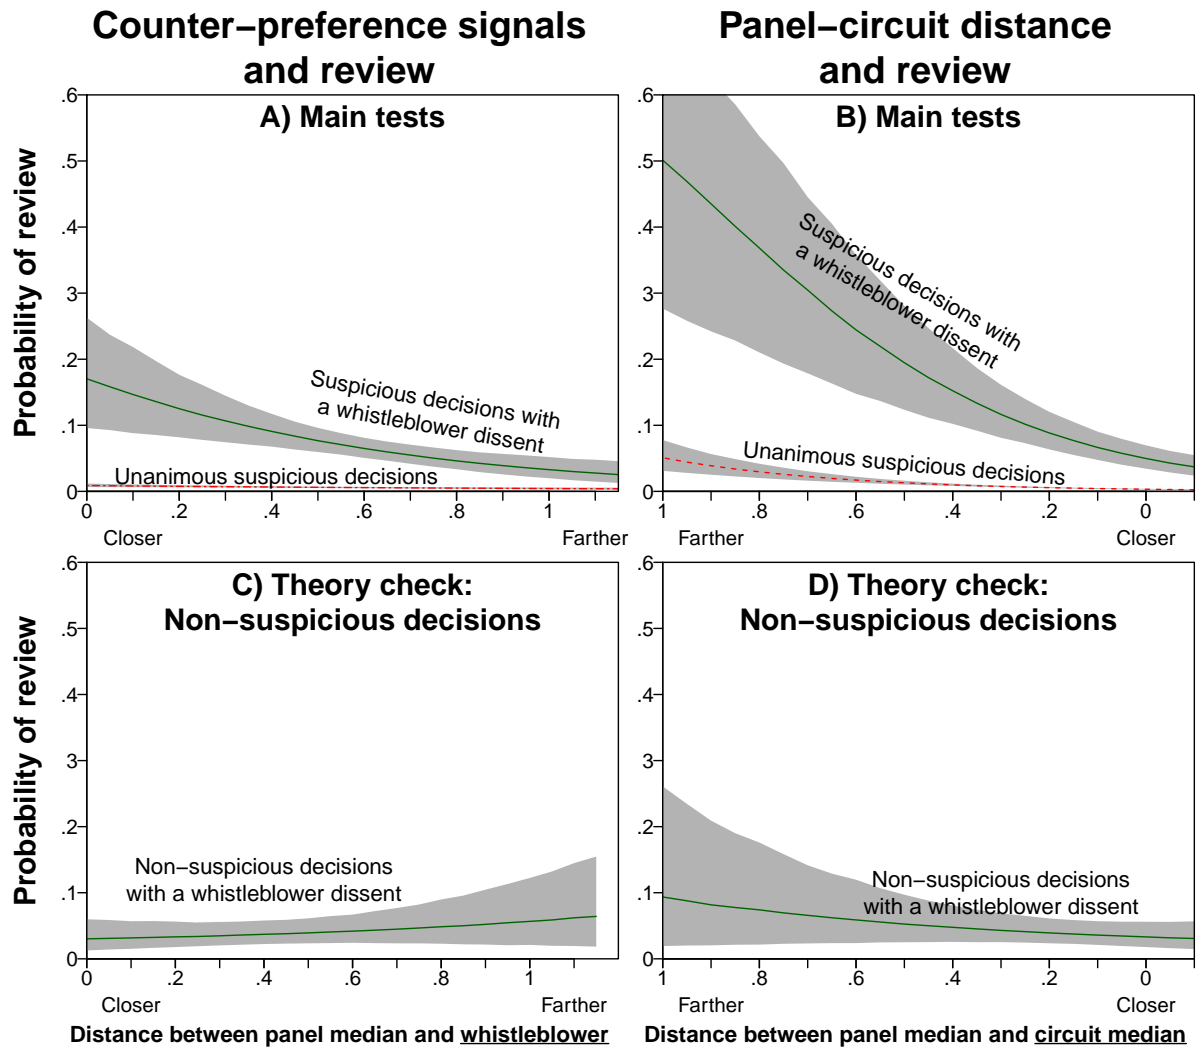 Counter−preference signals
and review
Panel−circuit distance
and review
A) Main tests
Probability of review
.6
.5
.4
3
.2
.1
0
Suspicious decisions with
a whistleblower dissent
Unanimous suspicious decisions
0 .2 .4 .6 .8 1
Closer Farther
B) Main tests
.6
.5
.4
3
.2
.1
0
Suspicious decisions with
a whistleblower dissent
Unanimous suspicious decisions
1 .8 .6 .4 .2 0
Farther Closer
C) Theory check:
Non−suspicious decisions
Probability of review
.6
.5
.4
3
.2
.1
0
Non−suspicious decisions
with a whistleblower dissent
0 .2 .4 .6 .8 1
Closer Farther
Distance between panel median and whistleblower
D) Theory check:
Non−suspicious decisions
.6
.5
.4
3
.2
.1
0
Non−suspicious decisions
with a whistleblower dissent
1 .8 .6 .4 .2 0
Farther Closer
Distance between panel median and circuit median